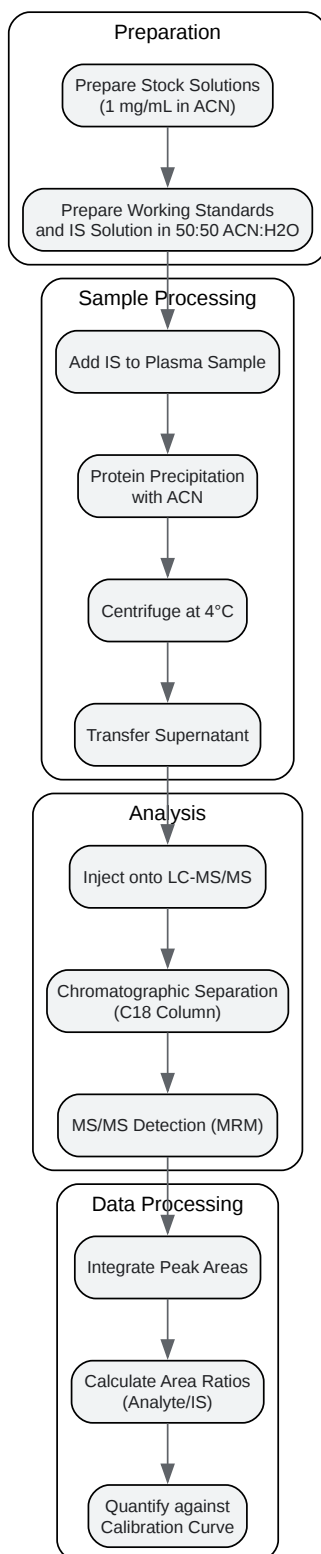 Preparation
Prepare Stock Solutions
(1 mg/mL in ACN)
Prepare Working Standards
and IS Solution in 50:50 ACN:H2O
Sample Processing
Add IS to Plasma Sample
Protein Precipitation
with ACN
Centrifuge at 4°C
Transfer Supernatant
Analysis
Inject onto LC-MS/MS
Chromatographic Separation
(C18 Column)
MS/MS Detection (MRM)
Data Processing
Integrate Peak Areas
Calculate Area Ratios
(Analyte/IS)
Quantify against
Calibration Curve